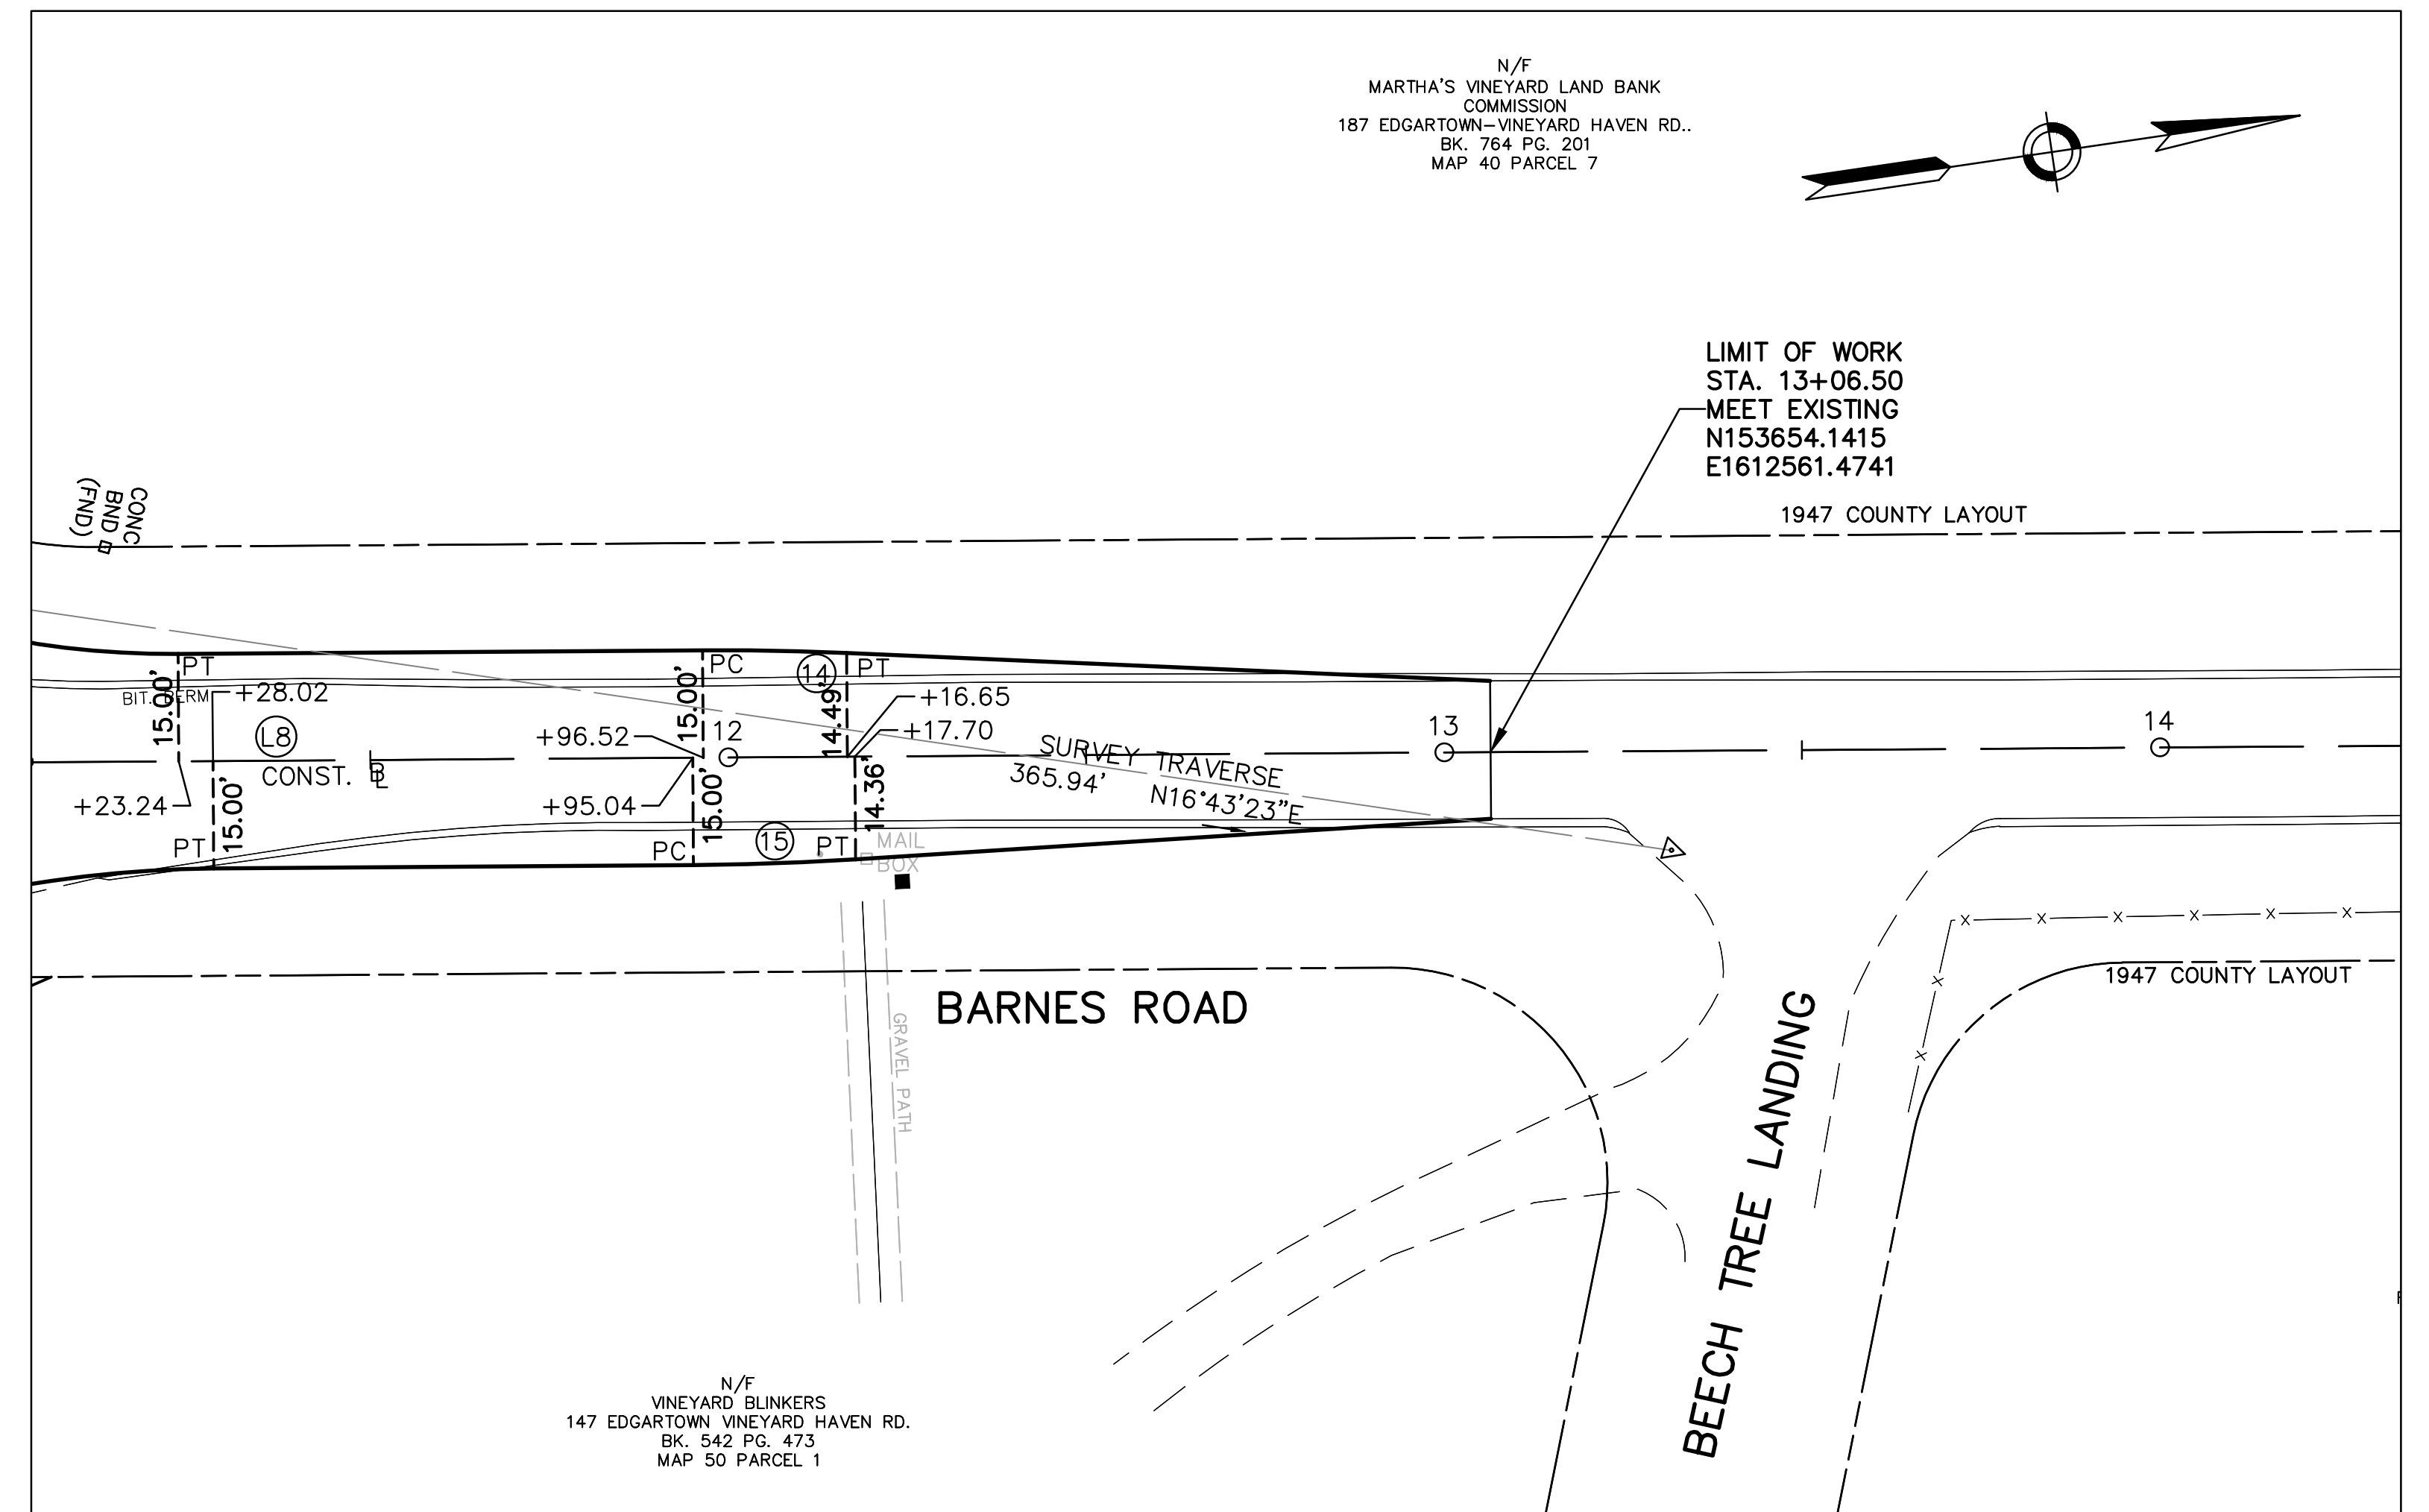 N/F
MARTHA'S VINEYARD LAND BANK
COMMISSION
187 EDGARTOWN-VINEYARD HAVEN RD..
BK. 764 PG. 201
MAP 40 PARCEL 7
LIMIT OF WORK
STA. 13+06.50
MEET EXISTING
N153654.1415
E1612561.4741
1947 COUNTY LAYOUT
CONC
BND
(FND)
PT
15.00'
BIT. BERM
+28.02
L8
CONST. BL
+23.24
PT
15.00'
PC
15.00'
14
14.49'
PT
+16.65
+17.70
+96.52
12
+95.04
PC
15.00'
15
PT
14.36'
MAIL
BOX
SURVEY TRAVERSE
365.94'
N16°43'23"E
13
14
BARNES ROAD
GRAVEL PATH
1947 COUNTY LAYOUT
BEECH TREE LANDING
N/F
VINEYARD BLINKERS
147 EDGARTOWN VINEYARD HAVEN RD.
BK. 542 PG. 473
MAP 50 PARCEL 1